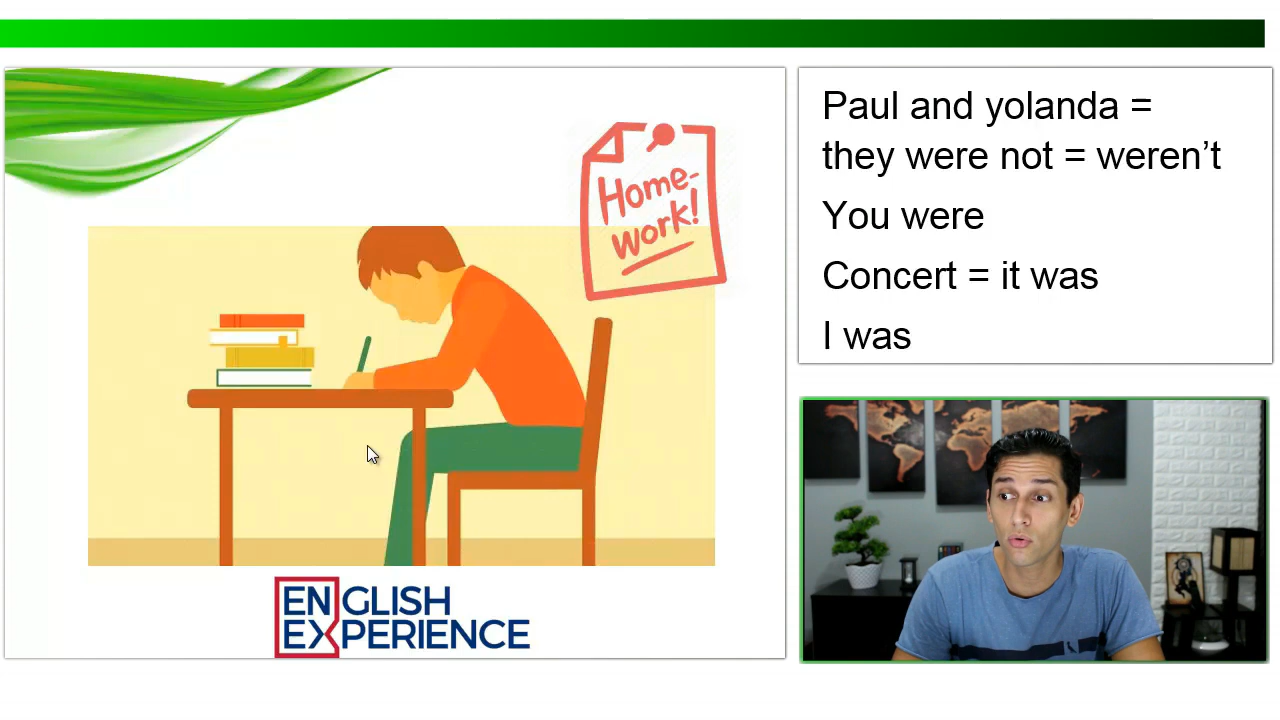 Home-
work!
ENGLISH
EXPERIENCE
Paul and yolanda =
they were not = weren’t
You were
Concert = it was
I was